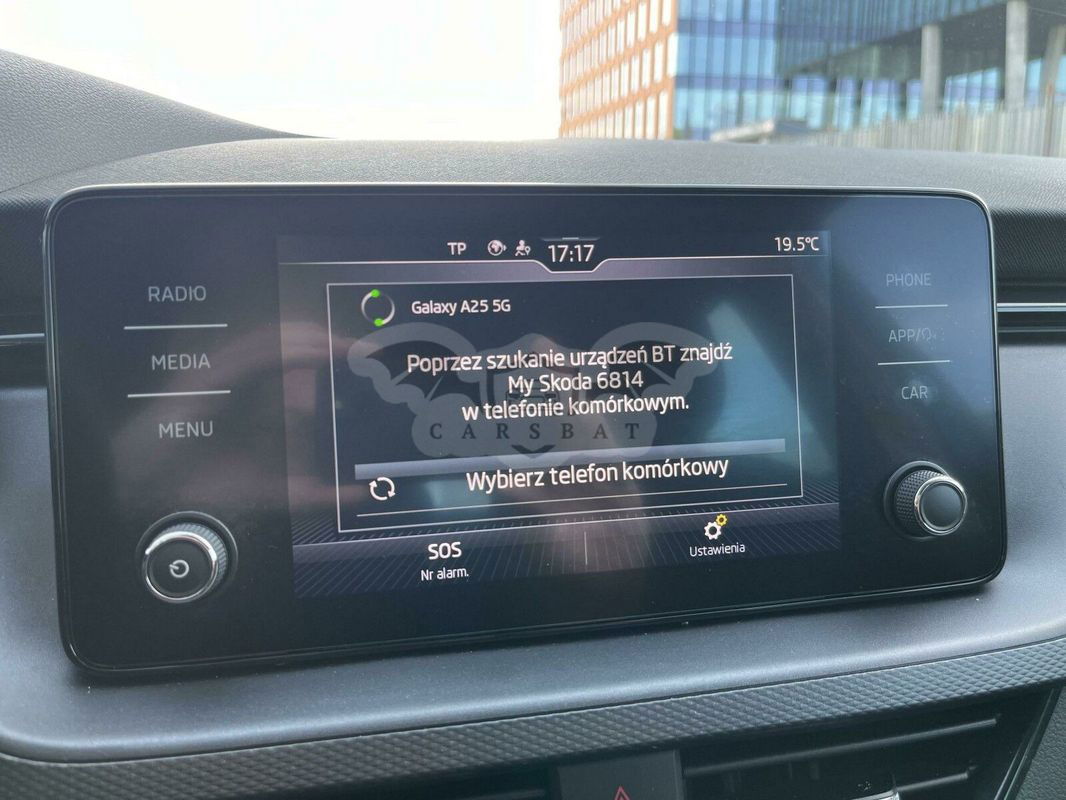 TP 17:17 19.5°C
RADIO
MEDIA
MENU
Galaxy A25 5G
Poprzez szukanie urządzeń BT znajdź
My Skoda 6814
w telefonie komórkowym.
CARSBAT
Wybierz telefon komórkowy
SOS
Nr alarm.
Ustawienia
PHONE
APP/
CAR